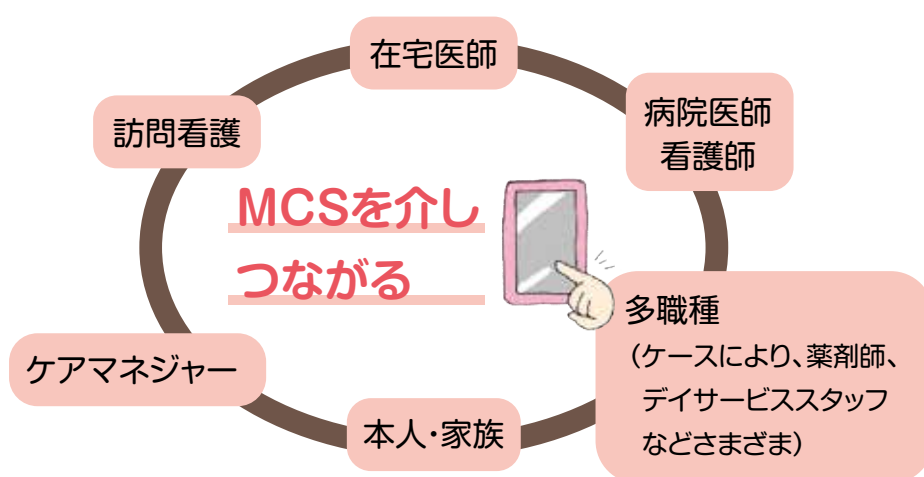 在宅医師
病院医師
看護師
訪問看護
MCSを介し
つながる
多職種
（ケースにより、薬剤師、
デイサービススタッフ
などさまざま）
ケアマネジャー
本人・家族